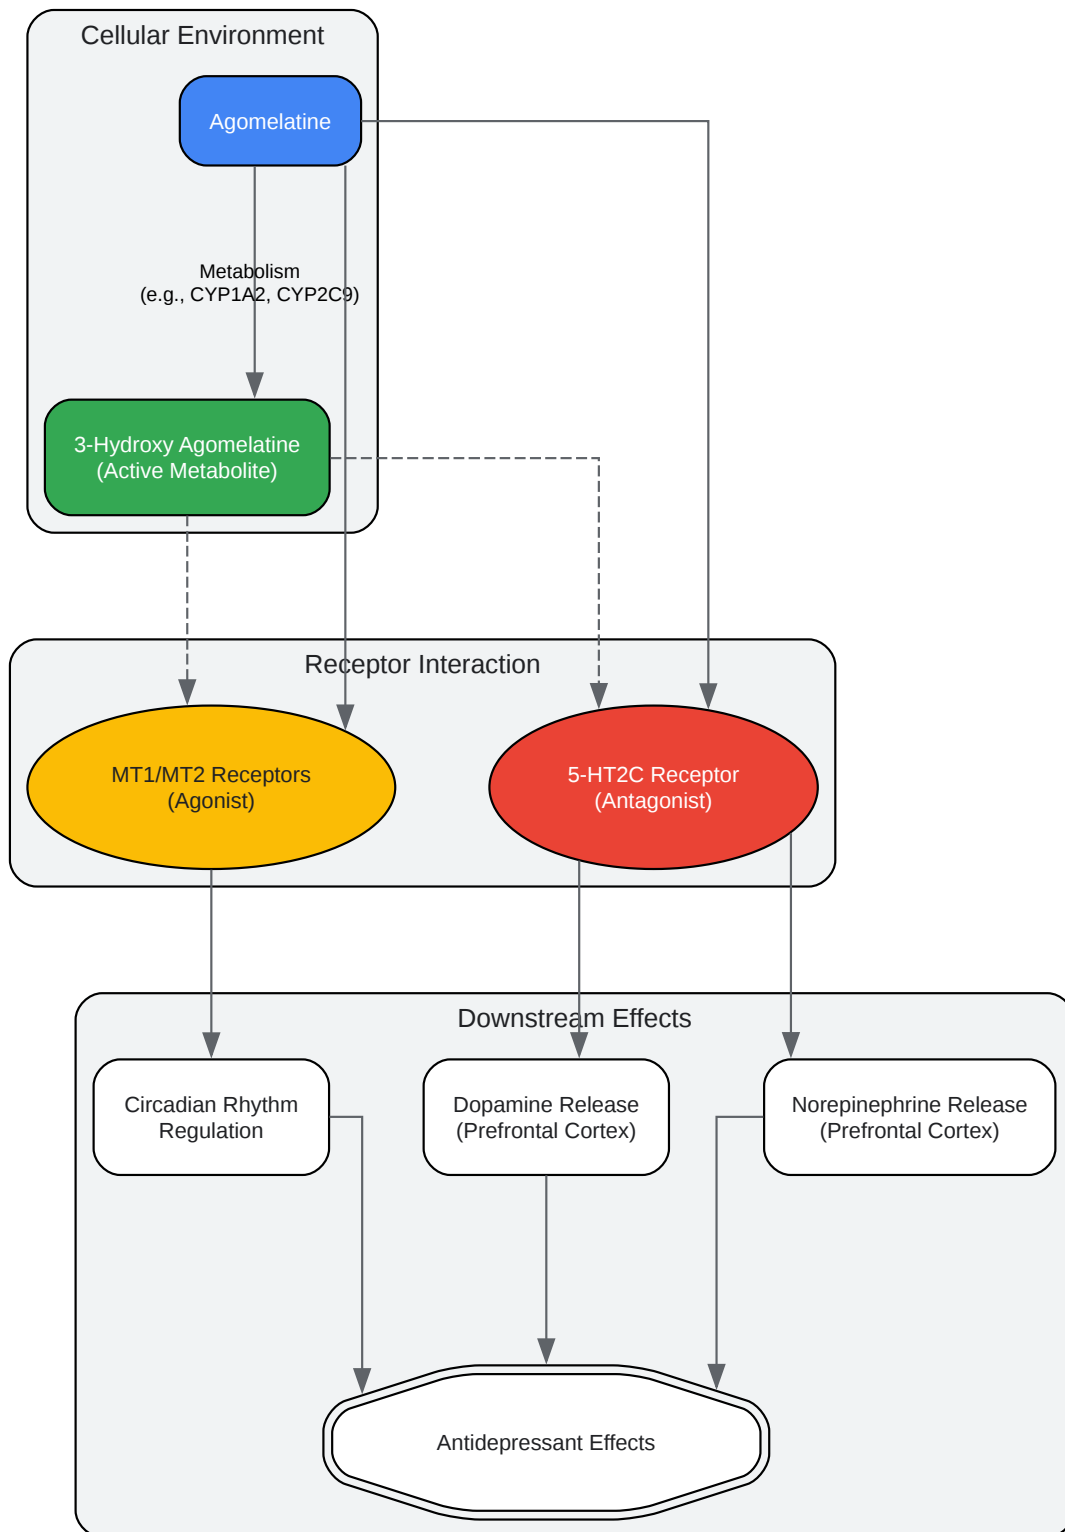 Cellular Environment
Agomelatine
Metabolism
(e.g., CYP1A2, CYP2C9)
3-Hydroxy Agomelatine
(Active Metabolite)
Receptor Interaction
MT1/MT2 Receptors
(Agonist)
5-HT2C Receptor
(Antagonist)
Downstream Effects
Circadian Rhythm
Regulation
Dopamine Release
(Prefrontal Cortex)
Norepinephrine Release
(Prefrontal Cortex)
Antidepressant Effects